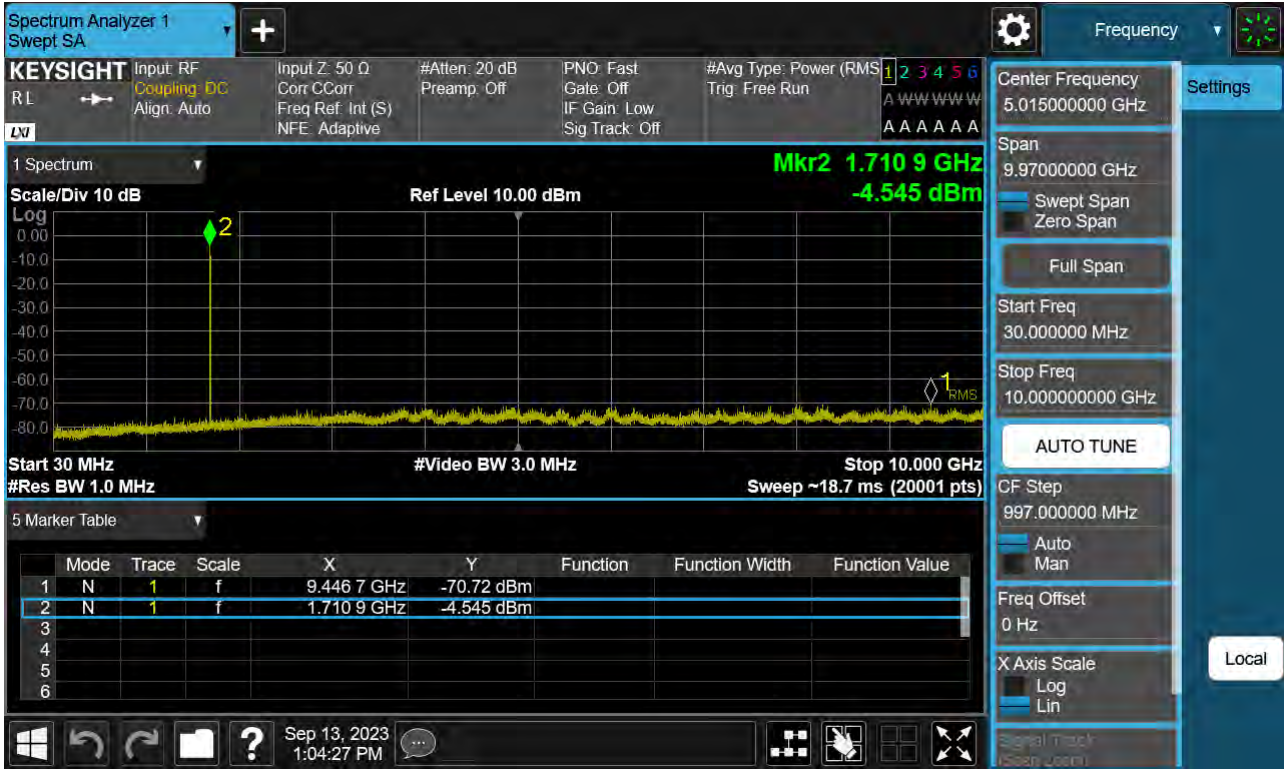 Spectrum Analyzer 1
Swept SA
+
Frequency
KEYSIGHT
RL
LXI
Input: RF
Coupling: DC
Align: Auto
Input Z: 50 Ω
Corr CCorr
Freq Ref: Int (S)
NFE: Adaptive
#Atten: 20 dB
Preamp: Off
PNO: Fast
Gate: Off
IF Gain: Low
Sig Track: Off
#Avg Type: Power (RMS
Trig: Free Run
1 2 3 4 5 6
A W W W W W
A A A A A A
1 Spectrum
Scale/Div 10 dB
Ref Level 10.00 dBm
Mkr2 1.710 9 GHz
-4.545 dBm
Log
0.00
-10.0
-20.0
-30.0
-40.0
-50.0
-60.0
-70.0
-80.0
2
1
RMS
Start 30 MHz
#Video BW 3.0 MHz
Stop 10.000 GHz
#Res BW 1.0 MHz
Sweep ~18.7 ms (20001 pts)
5 Marker Table
Mode Trace Scale X Y Function Function Width Function Value
1 N 1 f 9.446 7 GHz -70.72 dBm
2 N 1 f 1.710 9 GHz -4.545 dBm
3
4
5
6
Center Frequency
5.015000000 GHz
Span
9.97000000 GHz
Swept Span
Zero Span
Full Span
Start Freq
30.000000 MHz
Stop Freq
10.000000000 GHz
AUTO TUNE
CF Step
997.000000 MHz
Auto
Man
Freq Offset
0 Hz
X Axis Scale
Log
Lin
Signal Track
(Span Zoom)
Settings
Local
?
Sep 13, 2023
1:04:27 PM